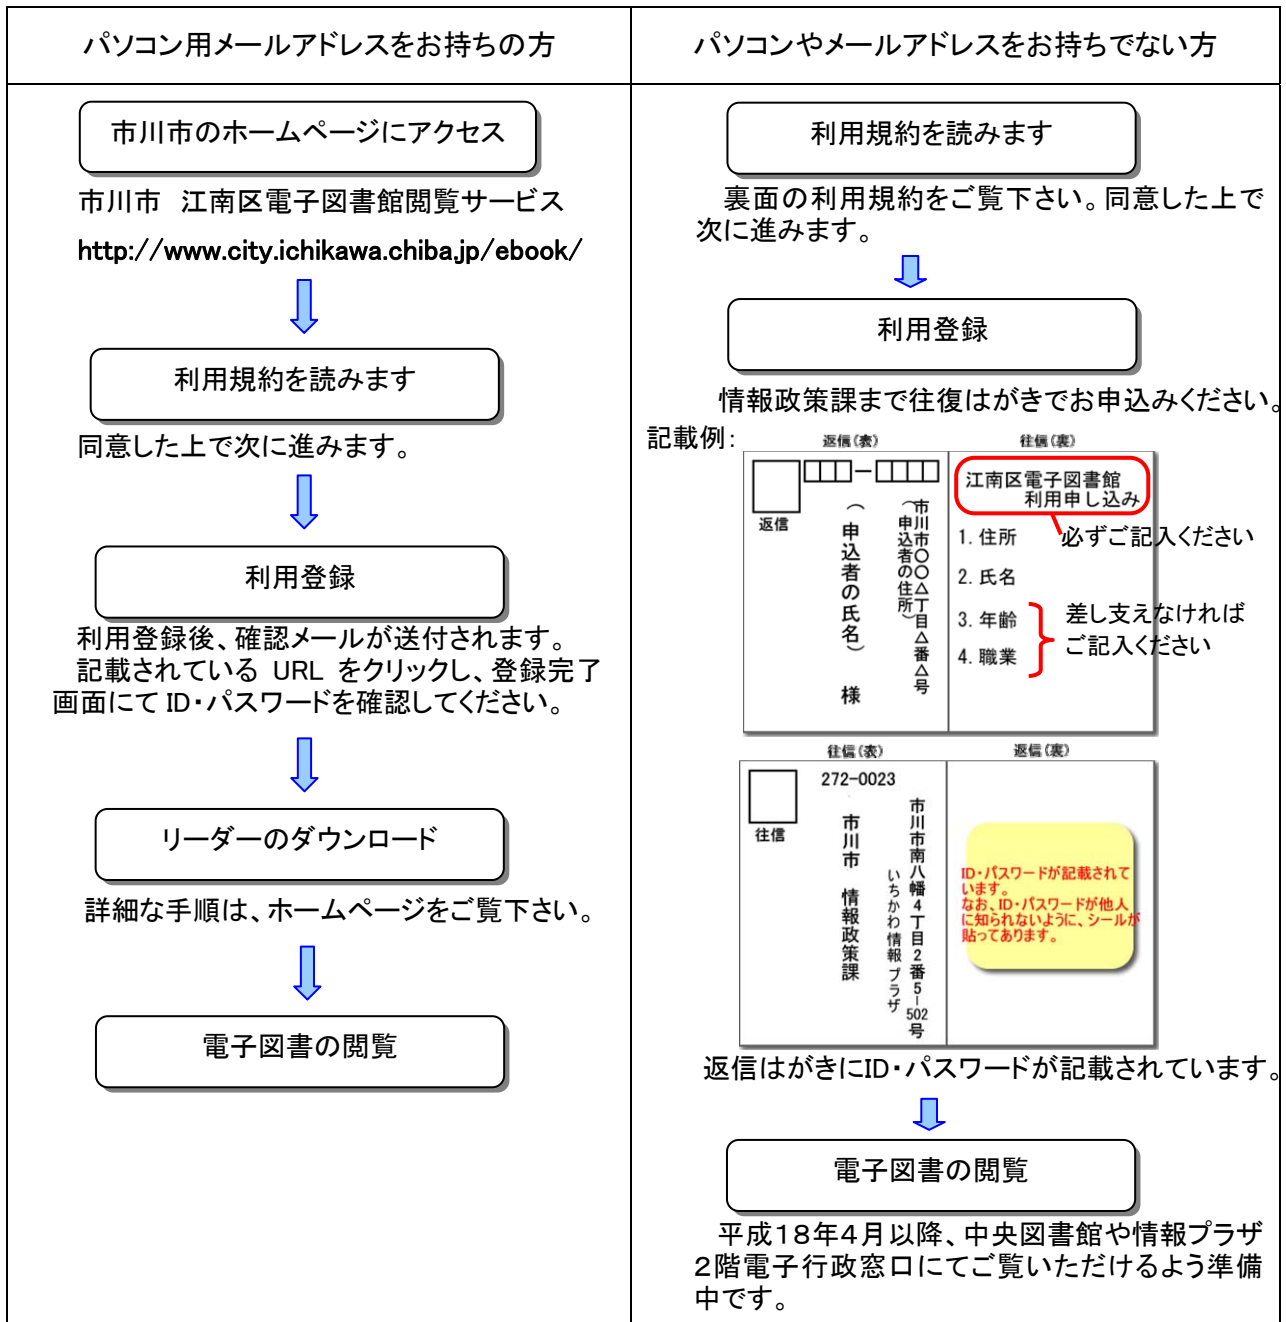 パソコン用メールアドレスをお持ちの方
市川市のホームページにアクセス
市川市　江南区電子図書館閲覧サービス
http://www.city.ichikawa.chiba.jp/ebook/
利用規約を読みます
同意した上で次に進みます。
利用登録
利用登録後、確認メールが送付されます。
記載されている URL をクリックし、登録完了
画面にて ID・パスワードを確認してください。
リーダーのダウンロード
詳細な手順は、ホームページをご覧下さい。
電子図書の閲覧
パソコンやメールアドレスをお持ちでない方
利用規約を読みます
裏面の利用規約をご覧下さい。同意した上で
次に進みます。
利用登録
情報政策課まで往復はがきでお申込みください。
記載例：
返信（表）
返信
市川市〇〇△丁目△番△号
（申込者の住所）
（申込者の氏名）　様
往信（裏）
江南区電子図書館
利用申し込み
必ずご記入ください
1. 住所
2. 氏名
3. 年齢
4. 職業
差し支えなければ
ご記入ください
往信（表）
往信
272-0023
市川市南八幡4丁目2番5－502号
いちかわ情報プラザ
市川市　情報政策課
返信（裏）
ID・パスワードが記載されて
います。
なお、ID・パスワードが他人
に知られないように、シールが
貼ってあります。
返信はがきにID・パスワードが記載されています。
電子図書の閲覧
平成１８年４月以降、中央図書館や情報プラザ
２階電子行政窓口にてご覧いただけるよう準備
中です。